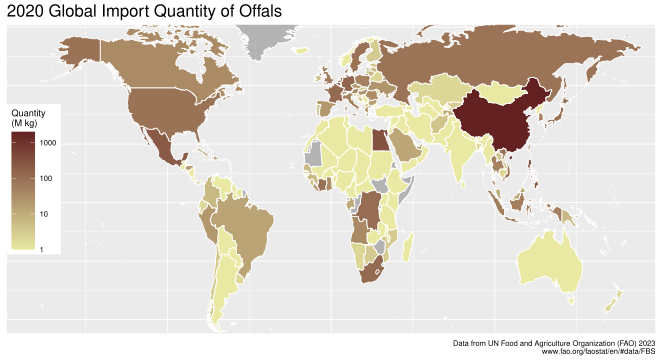 2020 Global Import Quantity of Offals
Quantity
(M kg)
1000
100
10
1
Data from UN Food and Agriculture Organization (FAO) 2023
www.fao.org/faostat/en/#data/FBS